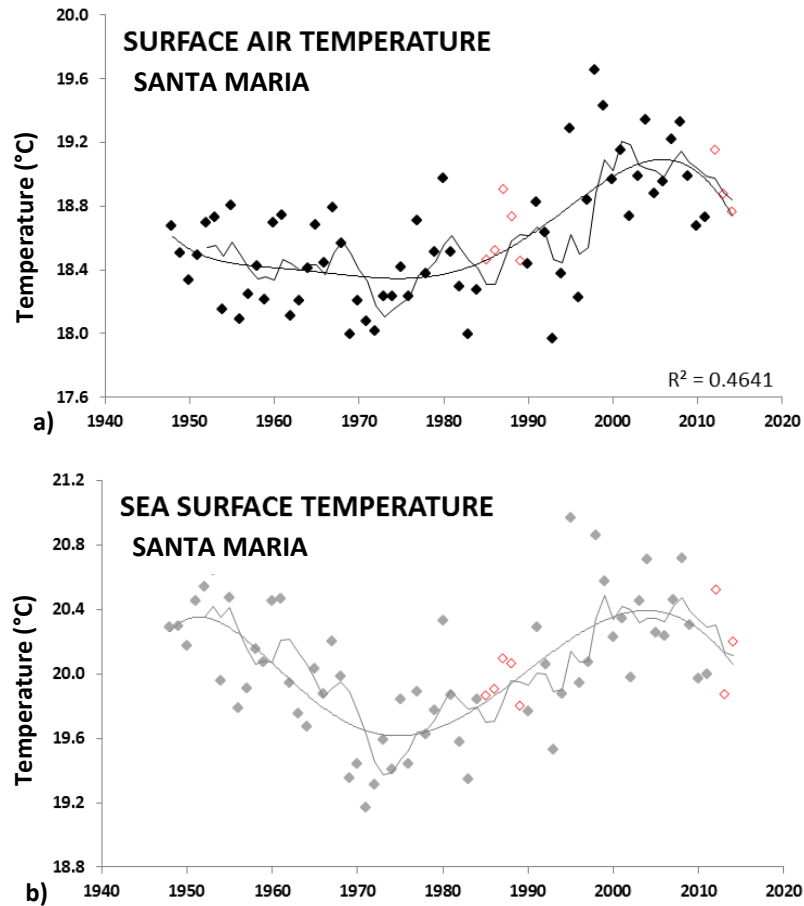 SURFACE AIR TEMPERATURE
SANTA MARIA
Temperature (°C)
20.0
19.6
19.2
18.8
18.4
18.0
17.6
R² = 0.4641
a)
1940 1950 1960 1970 1980 1990 2000 2010 2020
SEA SURFACE TEMPERATURE
SANTA MARIA
Temperature (°C)
21.2
20.8
20.4
20.0
19.6
19.2
18.8
b)
1940 1950 1960 1970 1980 1990 2000 2010 2020